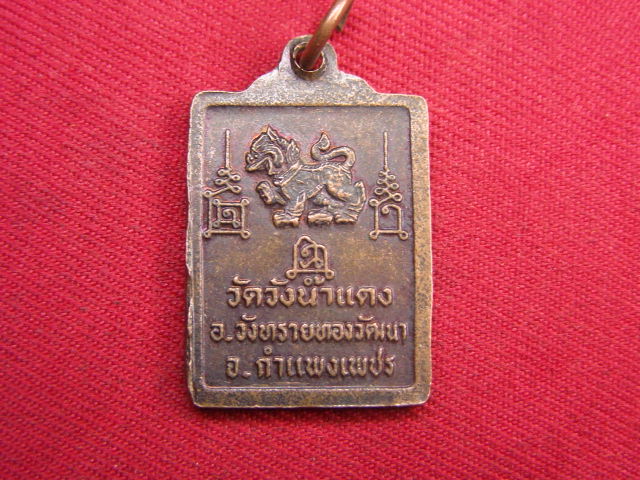 วัดวังน้ำแดง
อ.วังทรายทองวัฒนา
จ.กำแพงเพชร